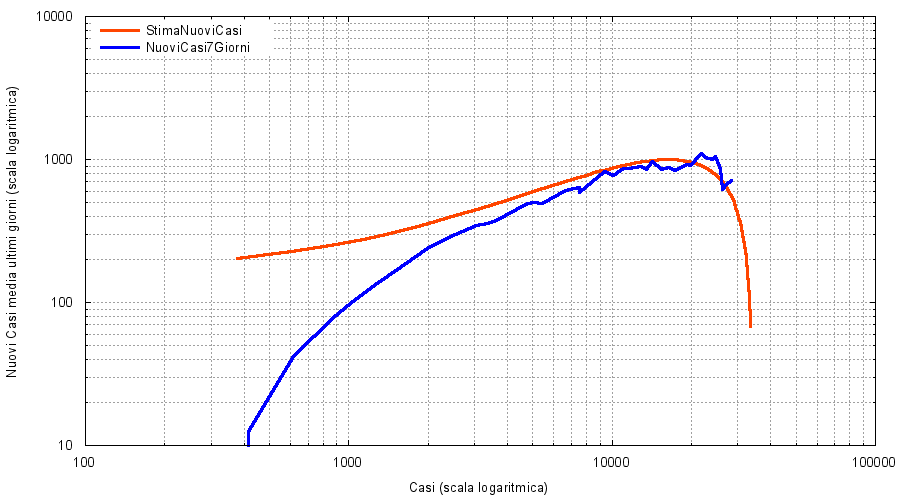 10000
StimaNuoviCasi
NuoviCasi7Giorni
1000
100
10
Nuovi Casi media ultimi giorni (scala logaritmica)
100
1000
10000
100000
Casi (scala logaritmica)